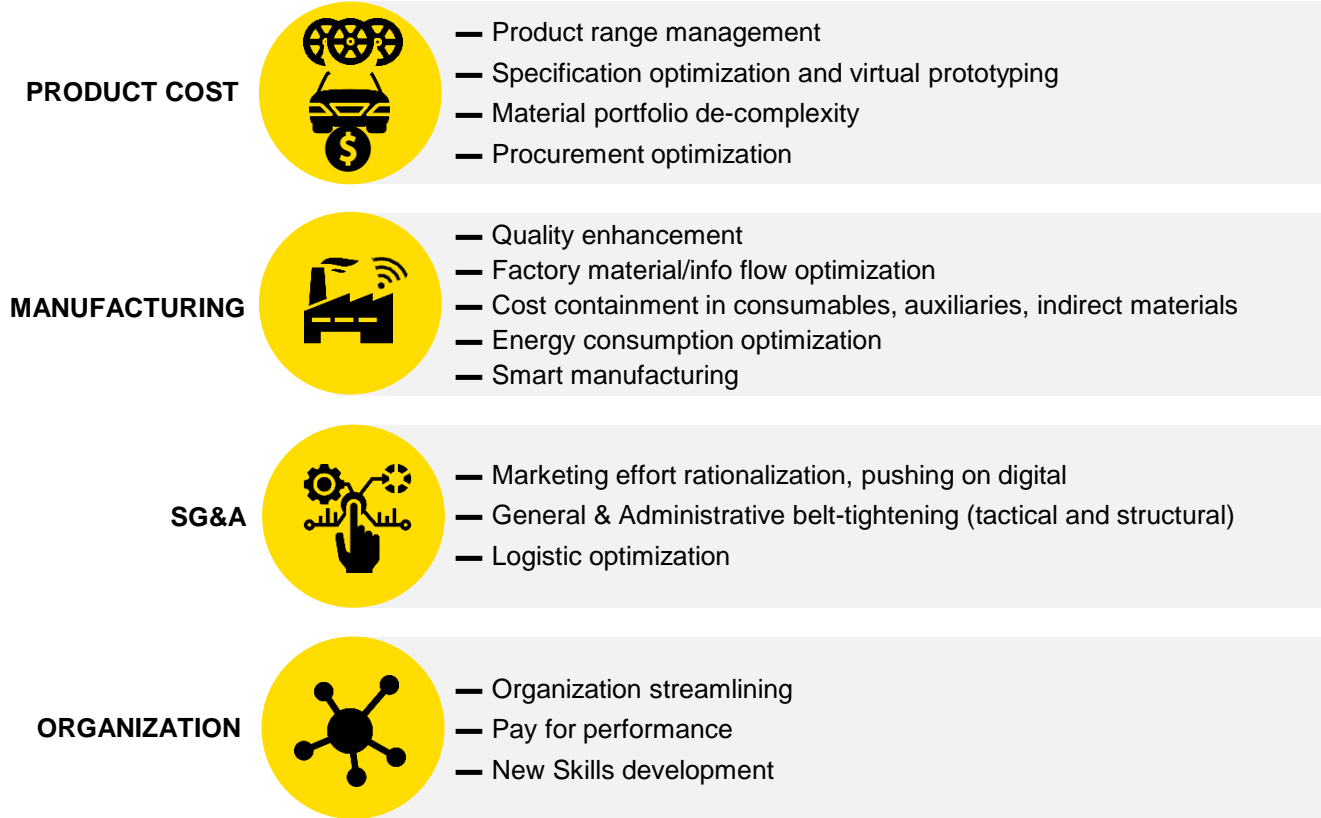 PRODUCT COST
— Product range management
— Specification optimization and virtual prototyping
— Material portfolio de-complexity
— Procurement optimization
MANUFACTURING
— Quality enhancement
— Factory material/info flow optimization
— Cost containment in consumables, auxiliaries, indirect materials
— Energy consumption optimization
— Smart manufacturing
SG&A
— Marketing effort rationalization, pushing on digital
— General & Administrative belt-tightening (tactical and structural)
— Logistic optimization
ORGANIZATION
— Organization streamlining
— Pay for performance
— New Skills development